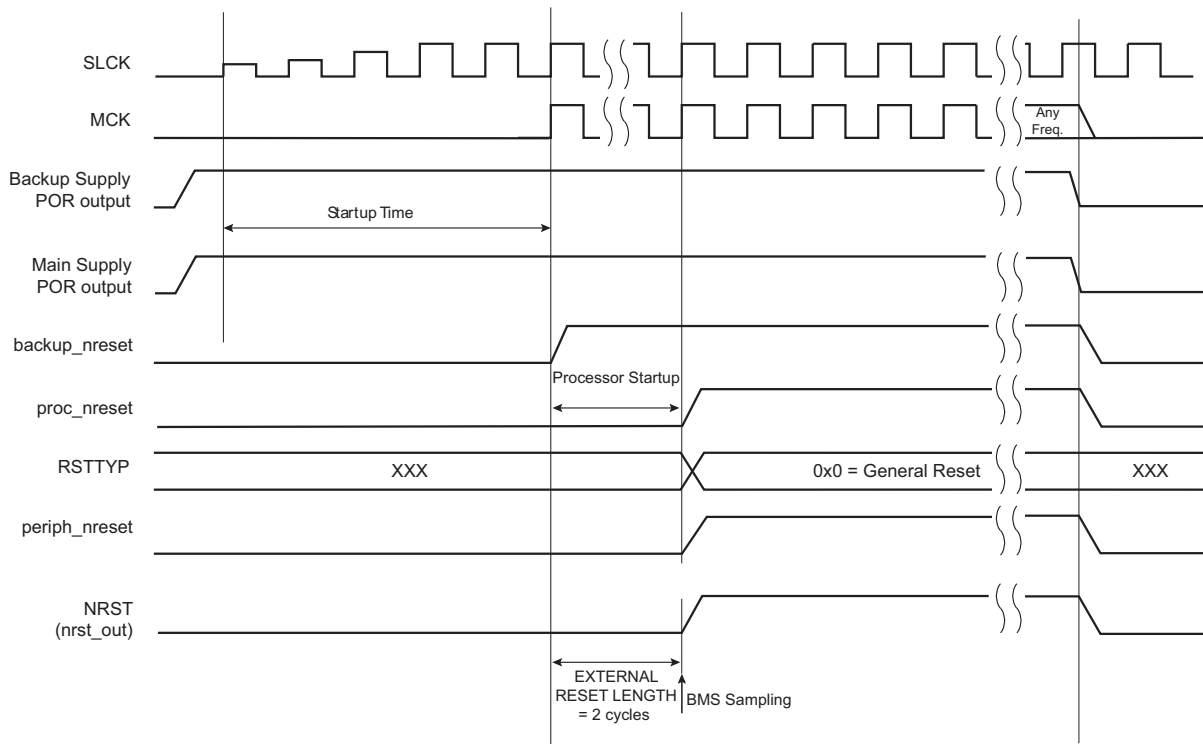 SLCK
MCK
Any
Freq.
Backup Supply
POR output
Startup Time
Main Supply
POR output
backup_nreset
Processor Startup
proc_nreset
RSTTYP
XXX
0x0 = General Reset
XXX
periph_nreset
NRST
(nrst_out)
EXTERNAL
RESET LENGTH
= 2 cycles
BMS Sampling